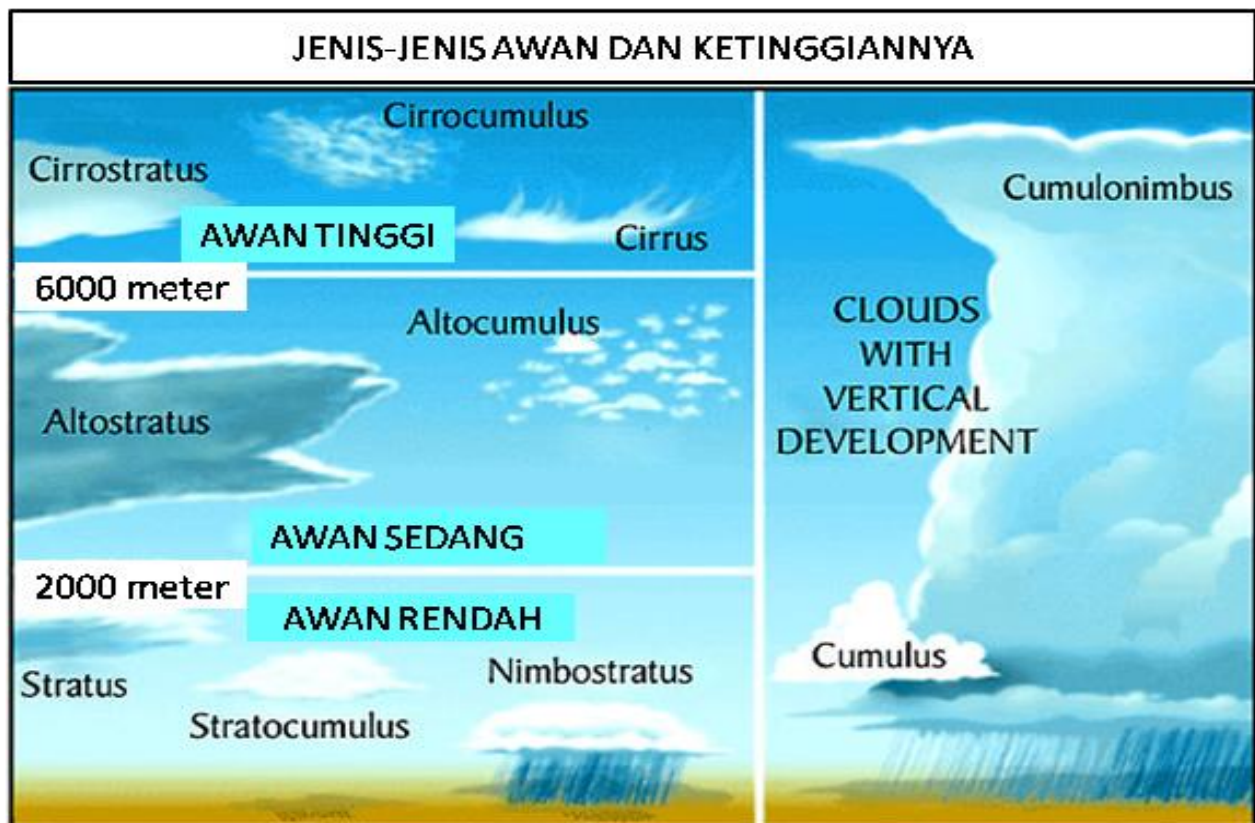 JENIS-JENIS AWAN DAN KETINGGIANNYA
Cirrocumulus
Cirrostratus
AWAN TINGGI
Cirrus
6000 meter
Altocumulus
Altostratus
AWAN SEDANG
2000 meter
AWAN RENDAH
Stratus
Stratocumulus
Nimbostratus
Cumulonimbus
CLOUDS
WITH
VERTICAL
DEVELOPMENT
Cumulus